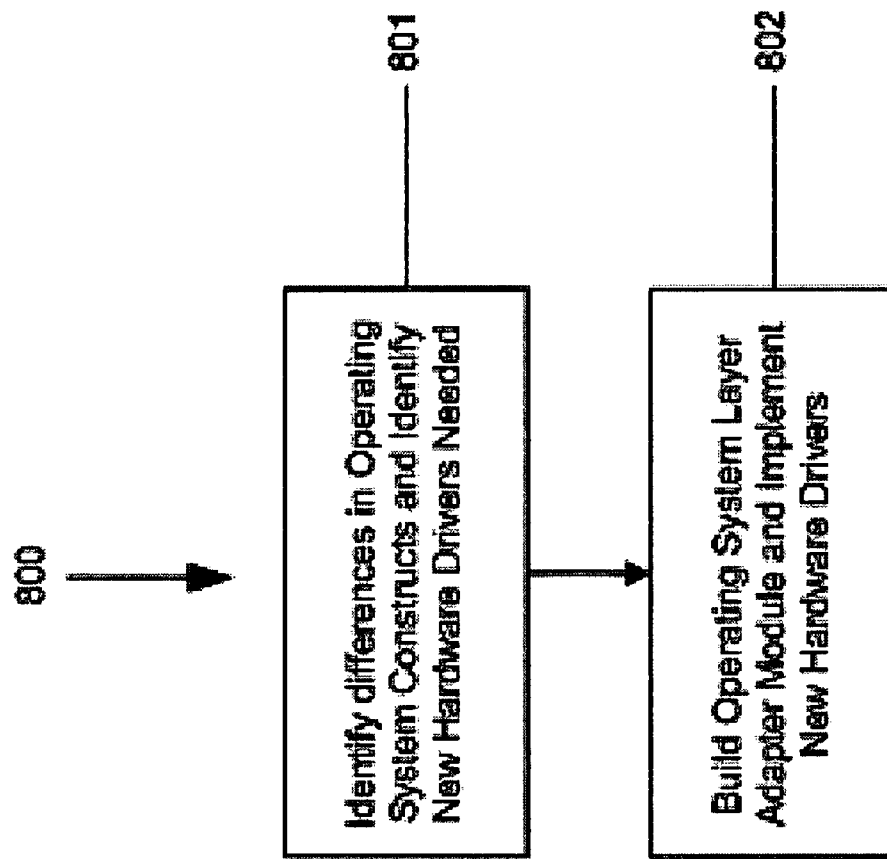 800
Identify differences in Operating
System Constructs and Identify
New Hardware Drivers Needed
801
Build Operating System Layer
Adapter Module and Implement
New Hardware Drivers
802